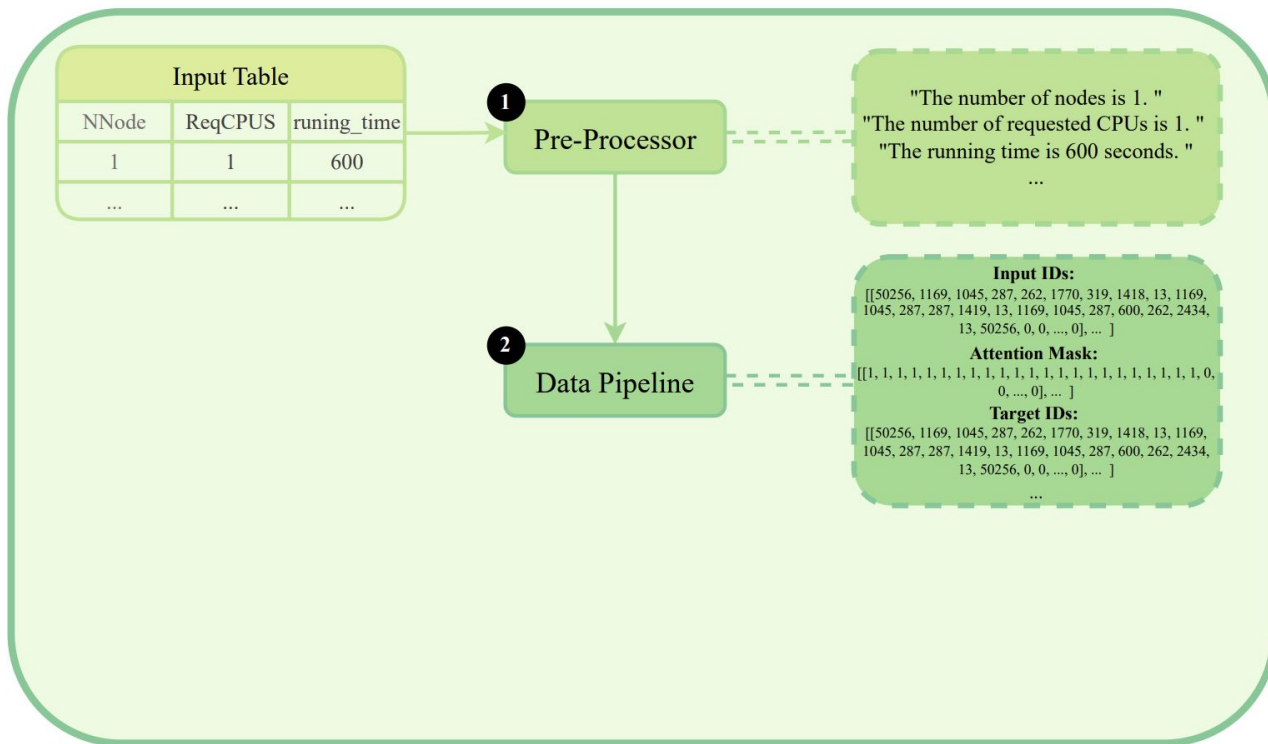 Input Table
NNode ReqCPUS runing_time
1 1 600
... ... ...
1
Pre-Processor
"The number of nodes is 1. "
"The number of requested CPUs is 1. "
"The running time is 600 seconds. "
...
2
Data Pipeline
Input IDs:
[[50256, 1169, 1045, 287, 262, 1770, 319, 1418, 13, 1169,
1045, 287, 287, 1419, 13, 1169, 1045, 287, 600, 262, 2434,
13, 50256, 0, 0, ..., 0], ... ]
Attention Mask:
[[1, 1, 1, 1, 1, 1, 1, 1, 1, 1, 1, 1, 1, 1, 1, 1, 1, 1, 1, 1, 1, 1, 1, 0,
0, ..., 0], ... ]
Target IDs:
[[50256, 1169, 1045, 287, 262, 1770, 319, 1418, 13, 1169,
1045, 287, 287, 1419, 13, 1169, 1045, 287, 600, 262, 2434,
13, 50256, 0, 0, ..., 0], ... ]
...